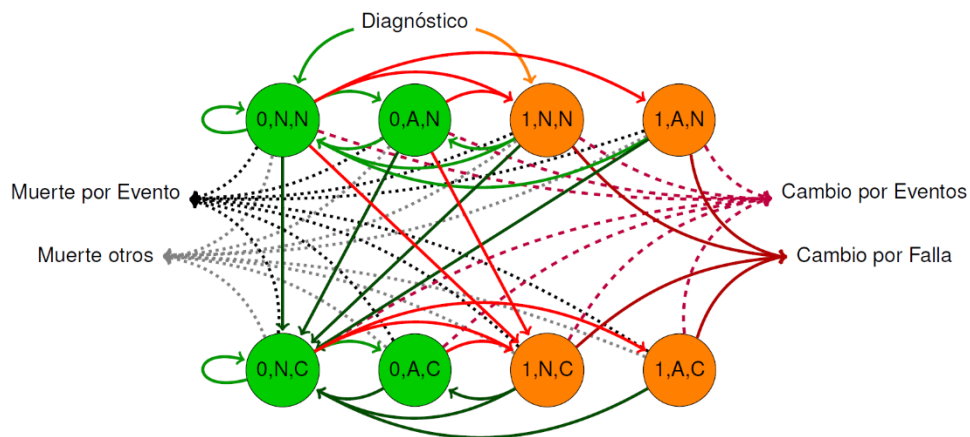 Diagnóstico
0,N,N
0,A,N
1,N,N
1,A,N
Muerte por Evento
Cambio por Eventos
Muerte otros
Cambio por Falla
0,N,C
0,A,C
1,N,C
1,A,C